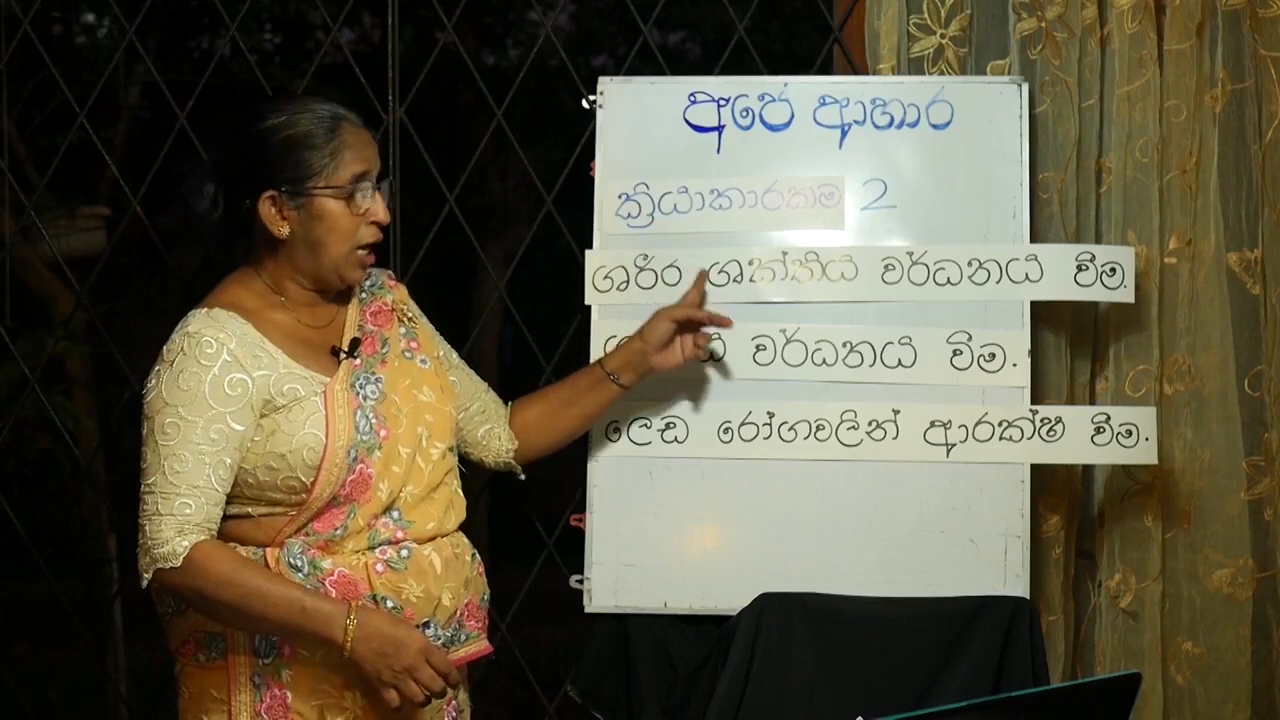 අපේ ආහාර
ක්‍රියාකාරකම 2
ශරීර ශක්තිය වර්ධනය වීම.
වර්ධනය වීම.
ලෙඩ රෝගවලින් ආරක්ෂ වීම.